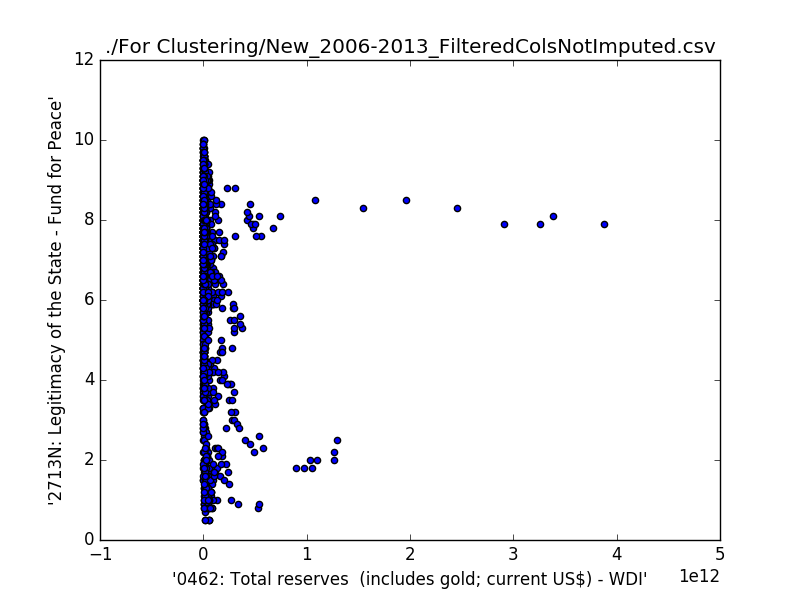 ./For Clustering/New_2006-2013_FilteredColsNotImputed.csv
12
10
8
6
4
2
0
'2713N: Legitimacy of the State - Fund for Peace'
−1 0 1 2 3 4 5
1e12
'0462: Total reserves  (includes gold; current US$) - WDI'